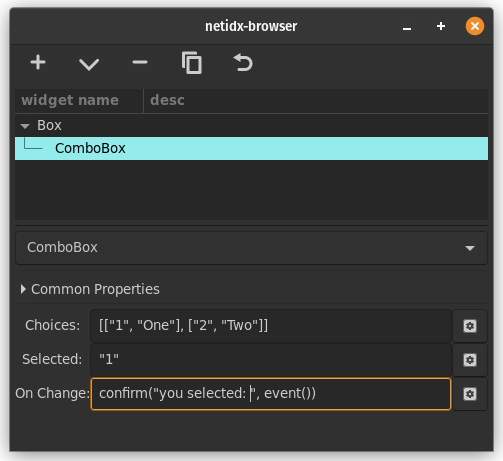 netidx-browser
widget name desc
Box
ComboBox
ComboBox
Common Properties
Choices: [["1", "One"], ["2", "Two"]]
Selected: "1"
On Change: confirm("you selected: ", event())